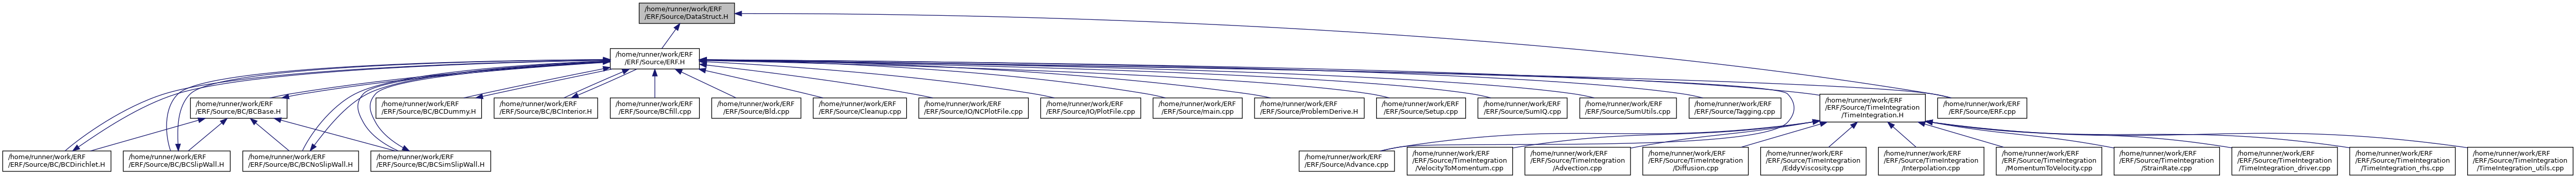 /home/runner/work/ERF
/ERF/Source/DataStruct.H
/home/runner/work/ERF
/ERF/Source/ERF.H
/home/runner/work/ERF
/ERF/Source/BC/BCBase.H
/home/runner/work/ERF
/ERF/Source/BC/BCDummy.H
/home/runner/work/ERF
/ERF/Source/BC/BCInterior.H
/home/runner/work/ERF
/ERF/Source/BCfill.cpp
/home/runner/work/ERF
/ERF/Source/Bld.cpp
/home/runner/work/ERF
/ERF/Source/Cleanup.cpp
/home/runner/work/ERF
/ERF/Source/IO/NCPlotFile.cpp
/home/runner/work/ERF
/ERF/Source/IO/PlotFile.cpp
/home/runner/work/ERF
/ERF/Source/main.cpp
/home/runner/work/ERF
/ERF/Source/ProblemDerive.H
/home/runner/work/ERF
/ERF/Source/Setup.cpp
/home/runner/work/ERF
/ERF/Source/SumIQ.cpp
/home/runner/work/ERF
/ERF/Source/SumUtils.cpp
/home/runner/work/ERF
/ERF/Source/Tagging.cpp
/home/runner/work/ERF
/ERF/Source/TimeIntegration
/TimeIntegration.H
/home/runner/work/ERF
/ERF/Source/ERF.cpp
/home/runner/work/ERF
/ERF/Source/BC/BCDirichlet.H
/home/runner/work/ERF
/ERF/Source/BC/BCSlipWall.H
/home/runner/work/ERF
/ERF/Source/BC/BCNoSlipWall.H
/home/runner/work/ERF
/ERF/Source/BC/BCSimSlipWall.H
/home/runner/work/ERF
/ERF/Source/Advance.cpp
/home/runner/work/ERF
/ERF/Source/TimeIntegration
/VelocityToMomentum.cpp
/home/runner/work/ERF
/ERF/Source/TimeIntegration
/Advection.cpp
/home/runner/work/ERF
/ERF/Source/TimeIntegration
/Diffusion.cpp
/home/runner/work/ERF
/ERF/Source/TimeIntegration
/EddyViscosity.cpp
/home/runner/work/ERF
/ERF/Source/TimeIntegration
/Interpolation.cpp
/home/runner/work/ERF
/ERF/Source/TimeIntegration
/MomentumToVelocity.cpp
/home/runner/work/ERF
/ERF/Source/TimeIntegration
/StrainRate.cpp
/home/runner/work/ERF
/ERF/Source/TimeIntegration
/TimeIntegration_driver.cpp
/home/runner/work/ERF
/ERF/Source/TimeIntegration
/TimeIntegration_rhs.cpp
/home/runner/work/ERF
/ERF/Source/TimeIntegration
/TimeIntegration_utils.cpp